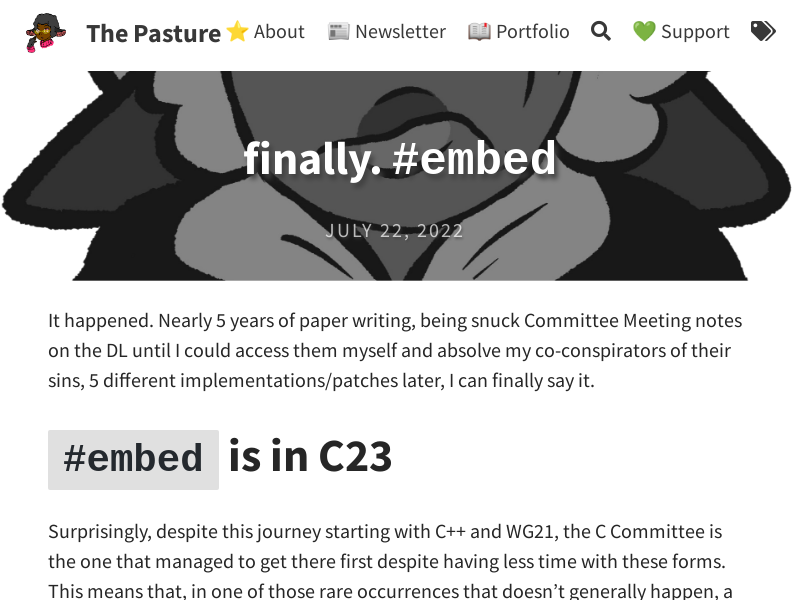 The Pasture ⭐ About 📰 Newsletter 📖 Portfolio 💚 Support
finally. #embed
JULY 22, 2022
It happened. Nearly 5 years of paper writing, being snuck Committee Meeting notes
on the DL until I could access them myself and absolve my co-conspirators of their
sins, 5 different implementations/patches later, I can finally say it.
#embed is in C23
Surprisingly, despite this journey starting with C++ and WG21, the C Committee is
the one that managed to get there first despite having less time with these forms.
This means that, in one of those rare occurrences that doesn’t generally happen, a